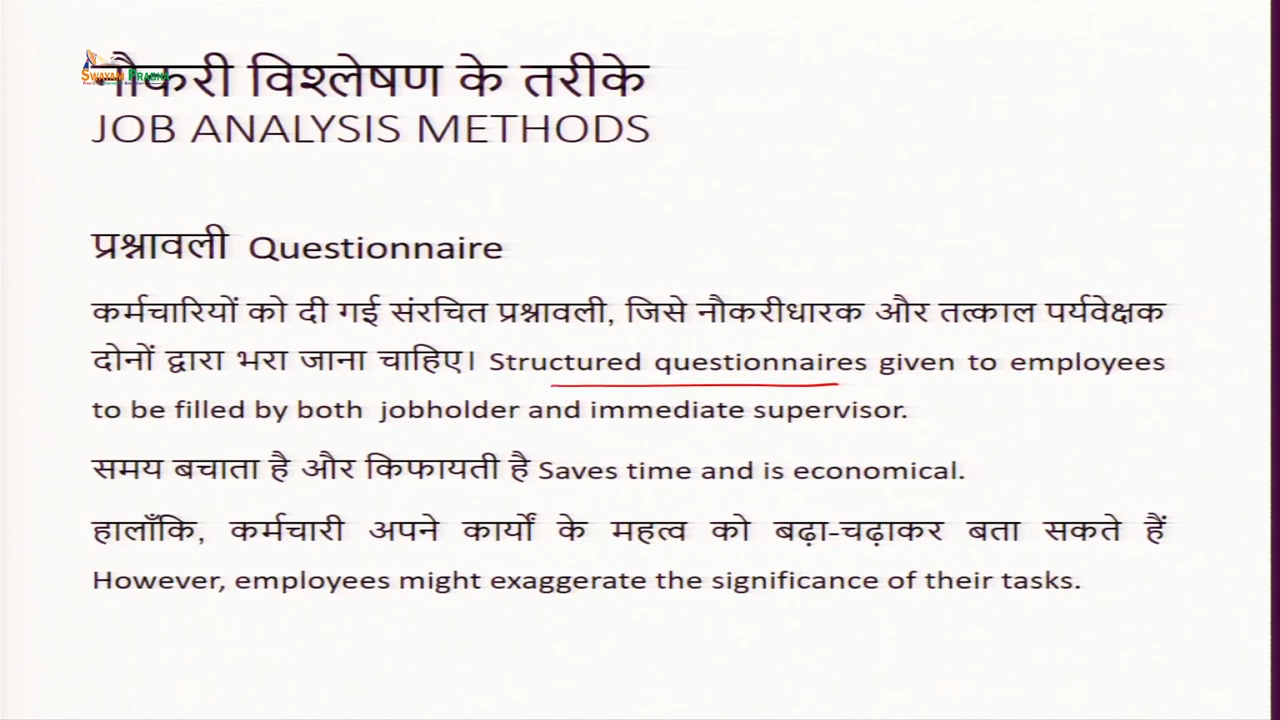 नौकरी विश्लेषण के तरीके
SWAYAM PRABHA
JOB ANALYSIS METHODS
प्रश्नावली Questionnaire
कर्मचारियों को दी गई संरचित प्रश्नावली, जिसे नौकरीधारक और तत्काल पर्यवेक्षक
दोनों द्वारा भरा जाना चाहिए। Structured questionnaires given to employees
to be filled by both jobholder and immediate supervisor.
समय बचाता है और किफायती है Saves time and is economical.
हालाँकि, कर्मचारी अपने कार्यों के महत्व को बढ़ा-चढ़ाकर बता सकते हैं
However, employees might exaggerate the significance of their tasks.